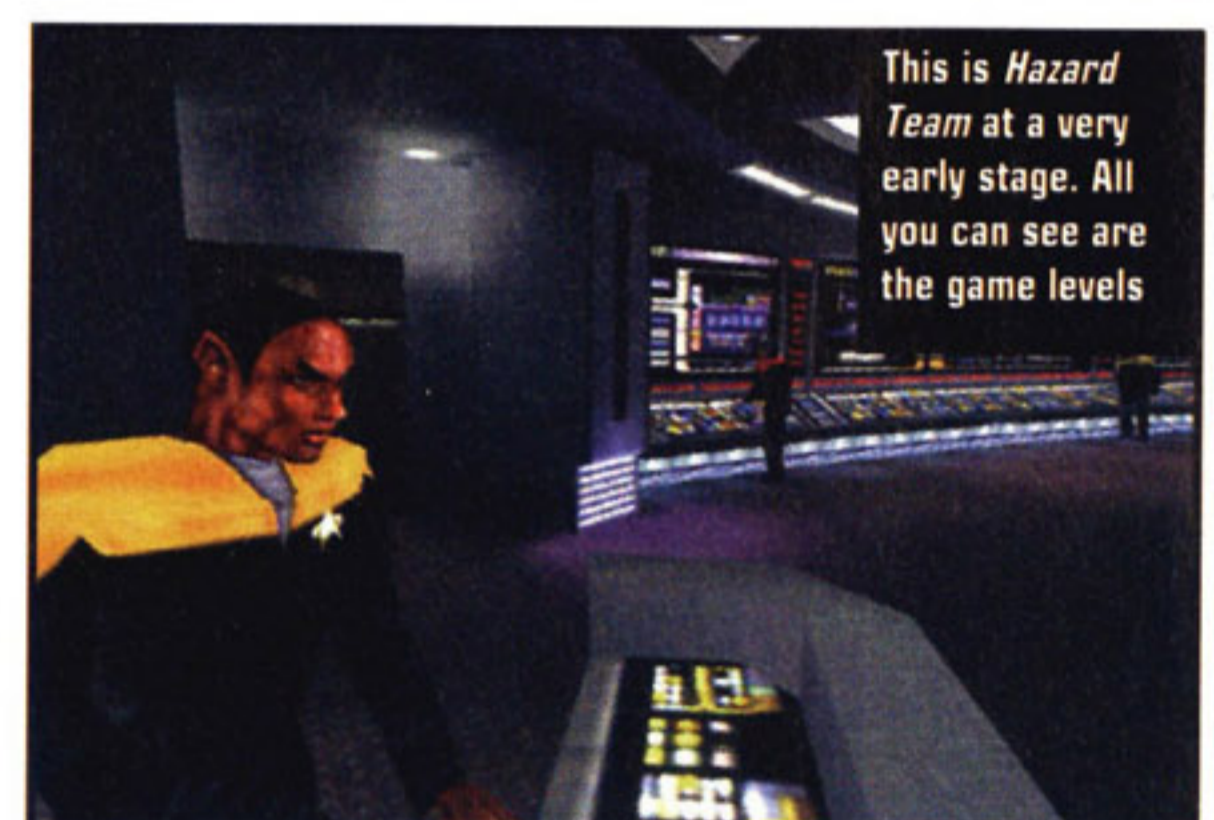 This is Hazard
Team at a very
early stage. All
you can see are
the game levels